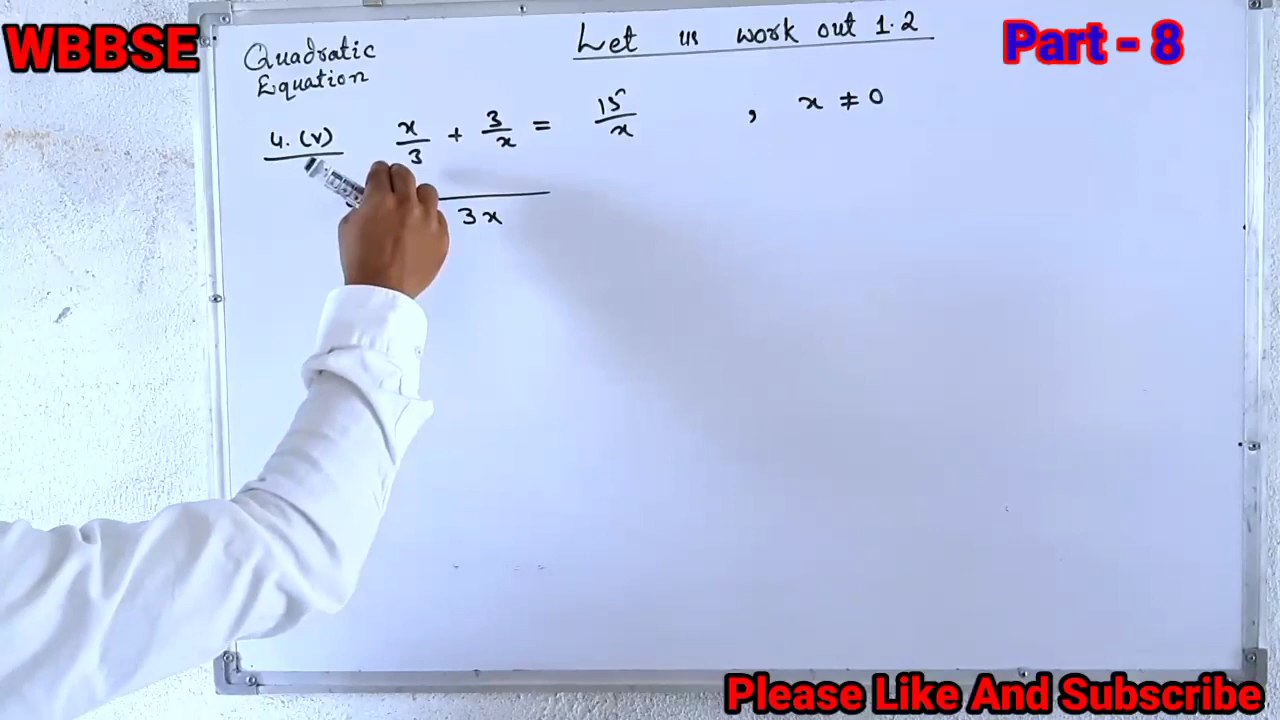 WBBSE
Part - 8
Let us work out 1.2
Quadratic
Equation
4. (v) x/3 + 3/x = 15/x , x ≠ 0
3x
Please Like And Subscribe